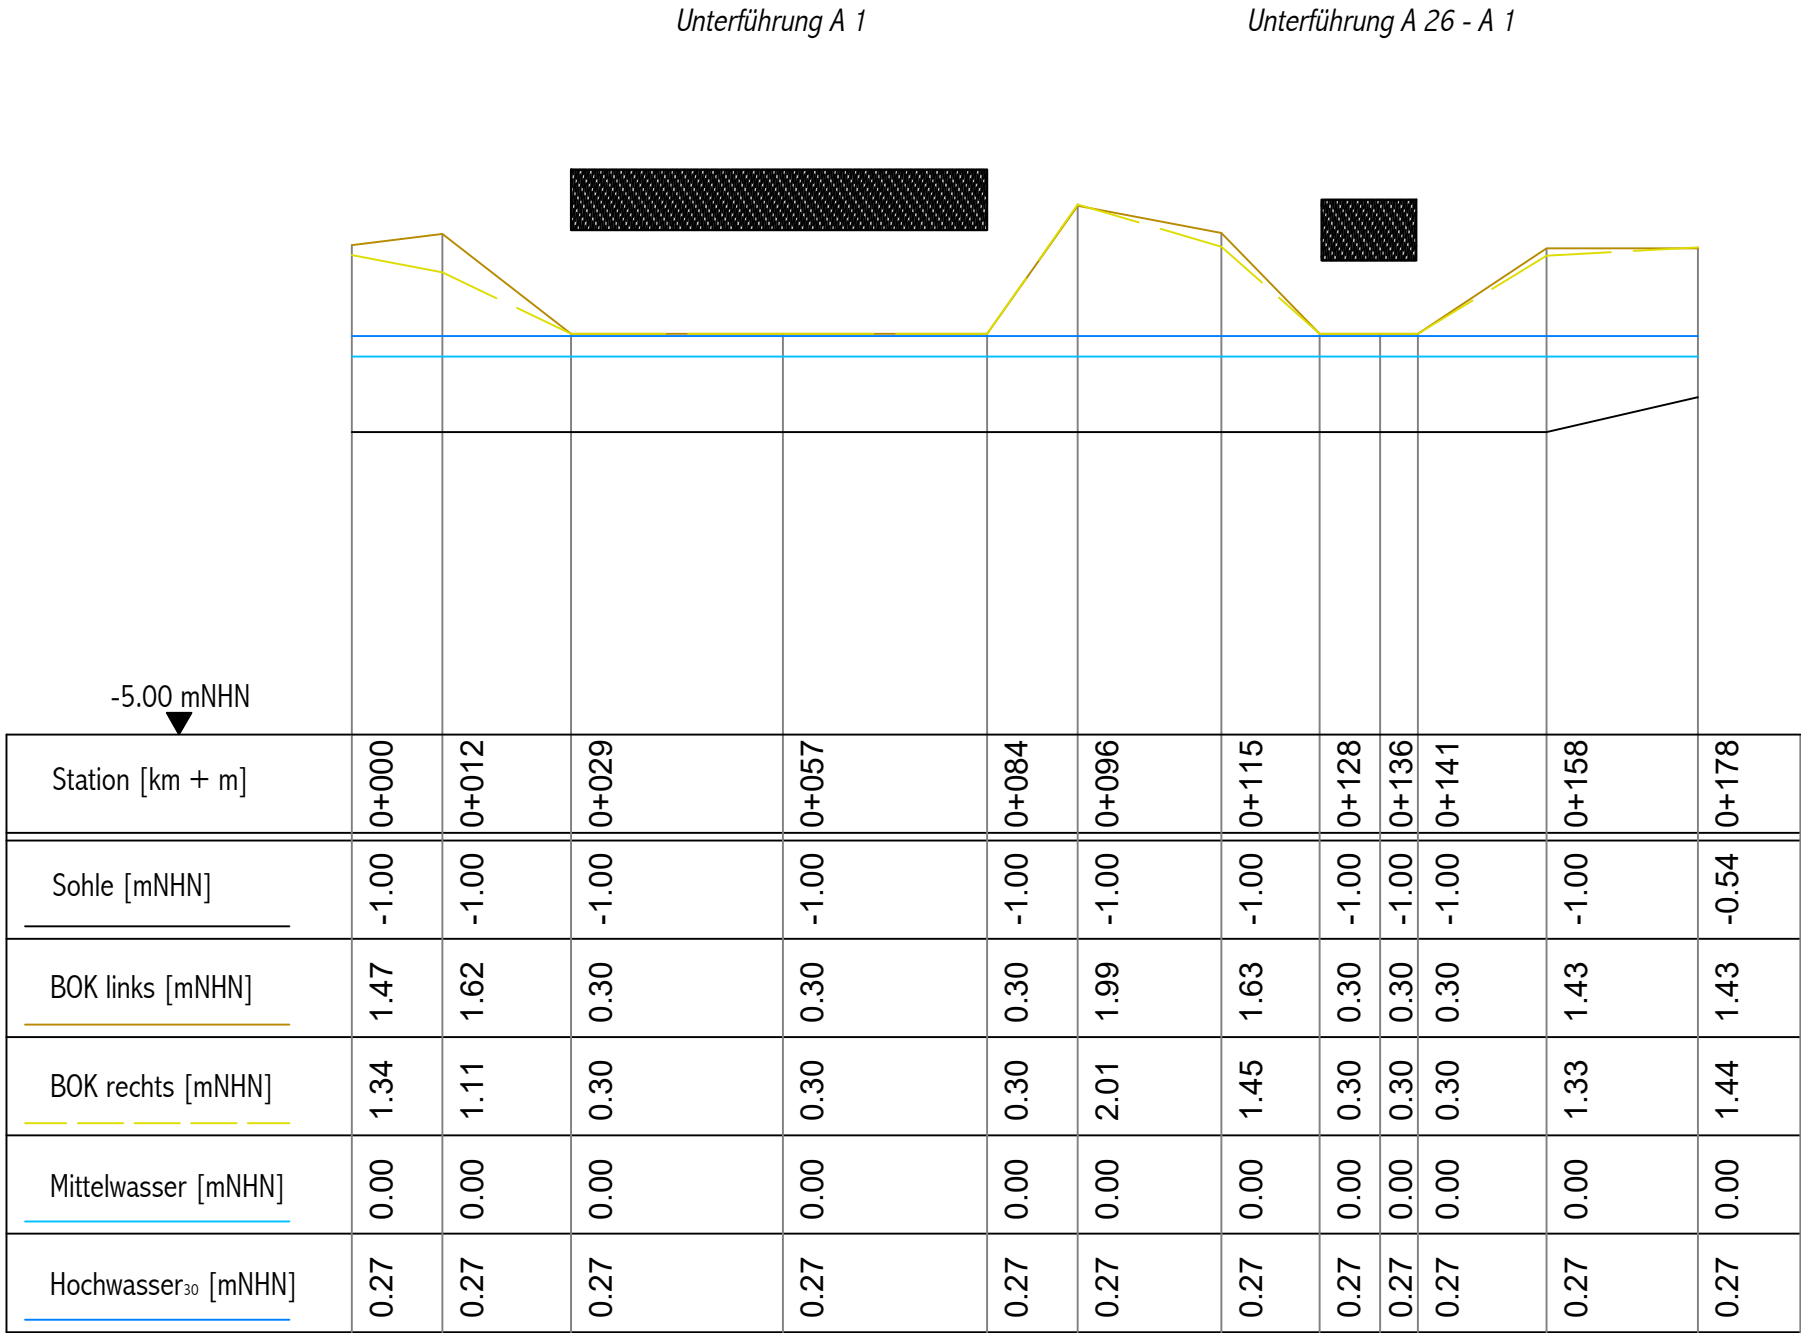 Unterführung A 1 Unterführung A 26 - A 1
-5.00 mNHN
Station [km + m] 0+000 0+012 0+029 0+057 0+084 0+096 0+115 0+128 0+136 0+141 0+158 0+178
Sohle [mNHN] -1.00 -1.00 -1.00 -1.00 -1.00 -1.00 -1.00 -1.00 -1.00 -1.00 -1.00 -0.54
BOK links [mNHN] 1.47 1.62 0.30 0.30 0.30 1.99 1.63 0.30 0.30 0.30 1.43 1.43
BOK rechts [mNHN] 1.34 1.11 0.30 0.30 0.30 2.01 1.45 0.30 0.30 0.30 1.33 1.44
Mittelwasser [mNHN] 0.00 0.00 0.00 0.00 0.00 0.00 0.00 0.00 0.00 0.00 0.00 0.00
Hochwasser₃₀ [mNHN] 0.27 0.27 0.27 0.27 0.27 0.27 0.27 0.27 0.27 0.27 0.27 0.27